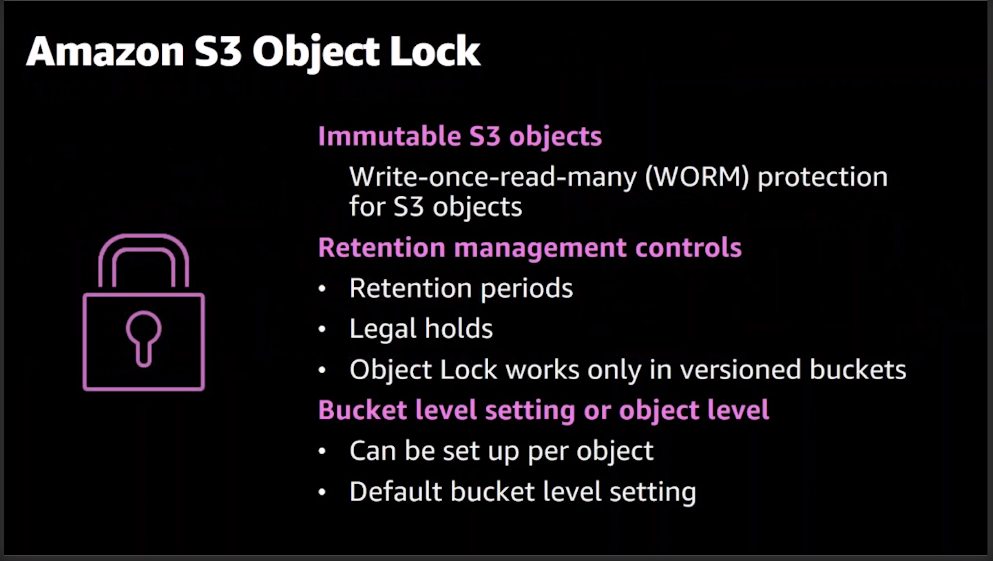 Amazon S3 Object Lock
Immutable S3 objects
Write-once-read-many (WORM) protection
for S3 objects
Retention management controls
• Retention periods
• Legal holds
• Object Lock works only in versioned buckets
Bucket level setting or object level
• Can be set up per object
• Default bucket level setting